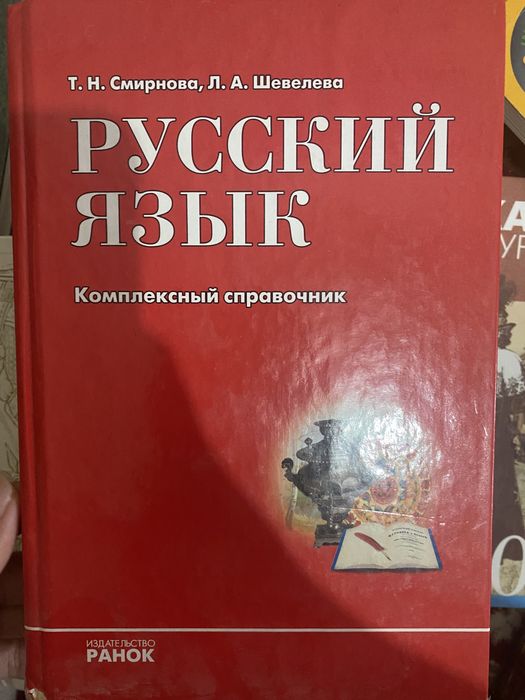 Т. Н. Смирнова, Л. А. Шевелева
РУССКИЙ
ЯЗЫК
Комплексный справочник
ИЗДАТЕЛЬСТВО
РАНОК